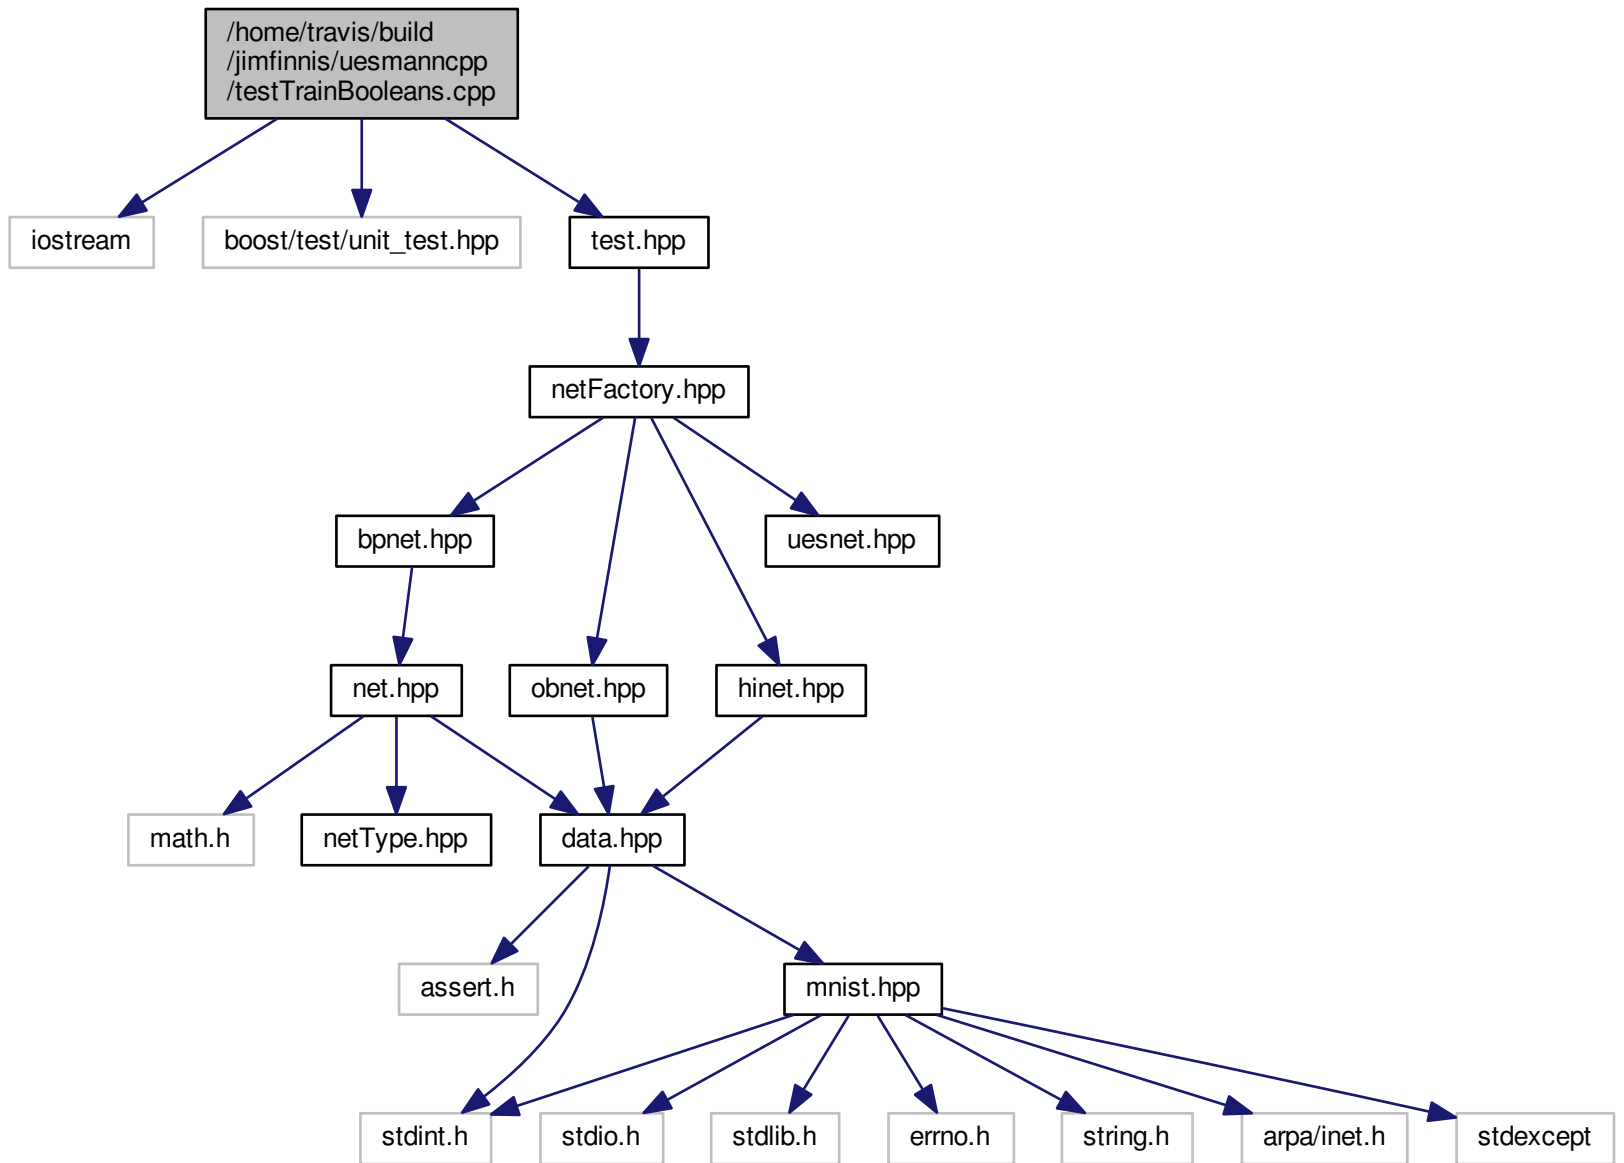 /home/travis/build
/jimfinnis/uesmanncpp
/testTrainBooleans.cpp
iostream
boost/test/unit_test.hpp
test.hpp
netFactory.hpp
bpnet.hpp
uesnet.hpp
net.hpp
obnet.hpp
hinet.hpp
math.h
netType.hpp
data.hpp
assert.h
mnist.hpp
stdint.h
stdio.h
stdlib.h
errno.h
string.h
arpa/inet.h
stdexcept